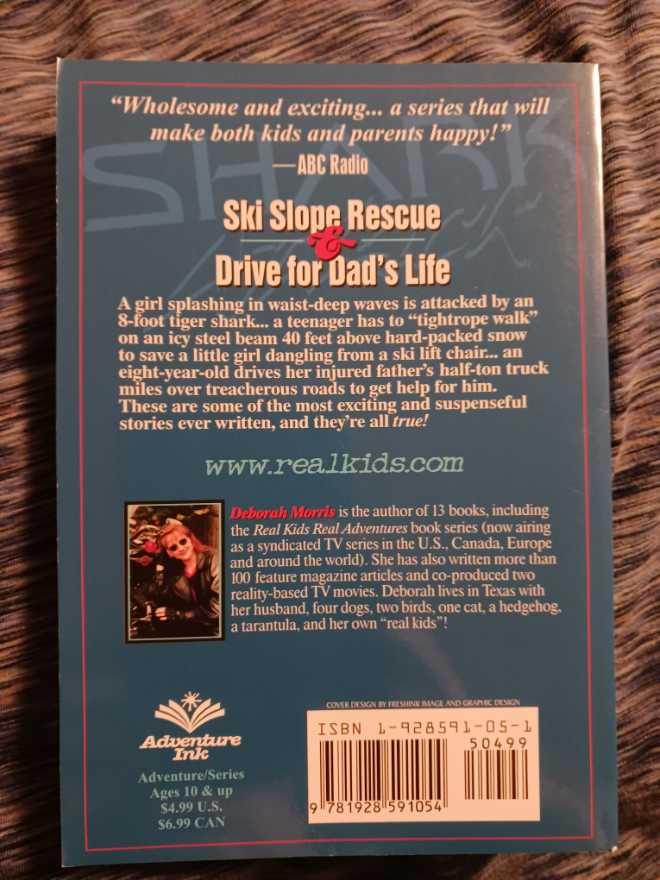 “Wholesome and exciting... a series that will
make both kids and parents happy!”
—ABC Radio
SHARK
Ski Slope Rescue
&
Drive for Dad's Life
A girl splashing in waist-deep waves is attacked by an
8-foot tiger shark... a teenager has to “tightrope walk”
on an icy steel beam 40 feet above hard-packed snow
to save a little girl dangling from a ski lift chair... an
eight-year-old drives her injured father's half-ton truck
miles over treacherous roads to get help for him.
These are some of the most exciting and suspenseful
stories ever written, and they're all true!
www.realkids.com
Deborah Morris is the author of 13 books, including
the Real Kids Real Adventures book series (now airing
as a syndicated TV series in the U.S., Canada, Europe
and around the world). She has also written more than
100 feature magazine articles and co-produced two
reality-based TV movies. Deborah lives in Texas with
her husband, four dogs, two birds, one cat, a hedgehog,
a tarantula, and her own “real kids”!
COVER DESIGN BY FRESHINK IMAGE AND GRAPHIC DESIGN
Adventure
Ink
Adventure/Series
Ages 10 & up
$4.99 U.S.
$6.99 CAN
ISBN 1-928591-05-1
50499
9 781928 591054